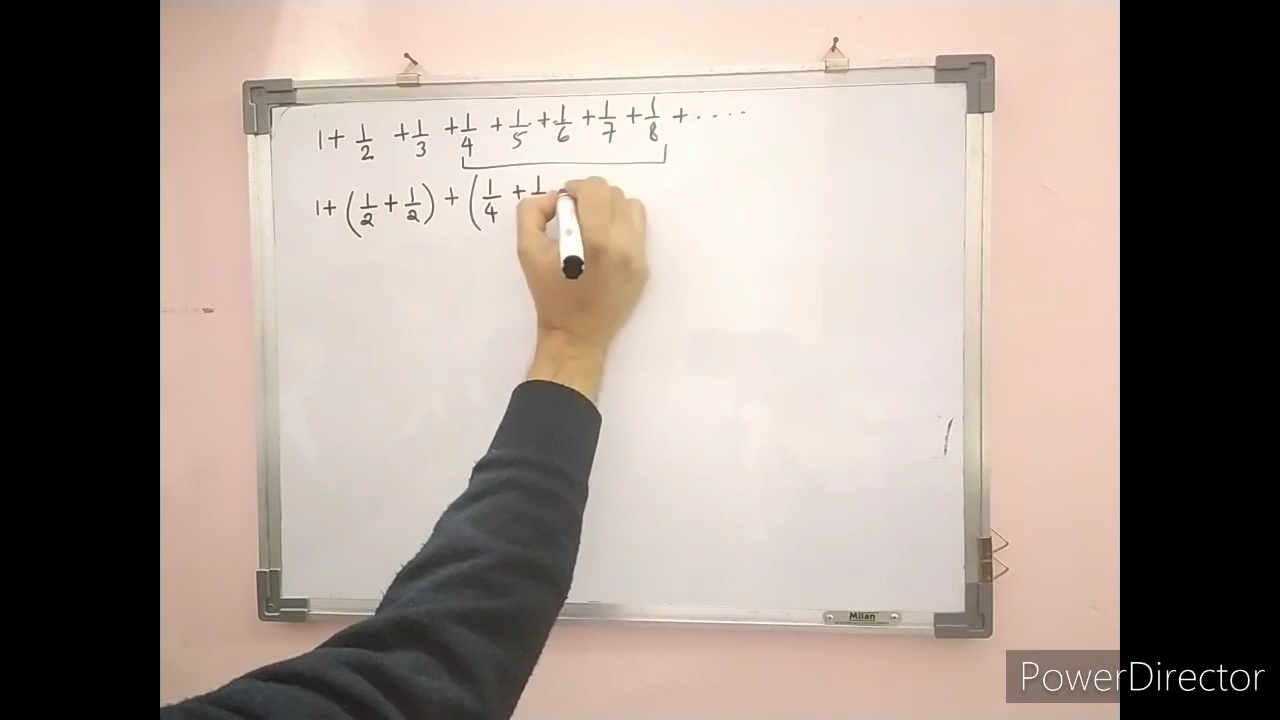 1 + 1/2 + 1/3 + 1/4 + 1/5 + 1/6 + 1/7 + 1/8 + ....
1 + (1/2 + 1/2) + (1/4 + 1
Milan
PowerDirector